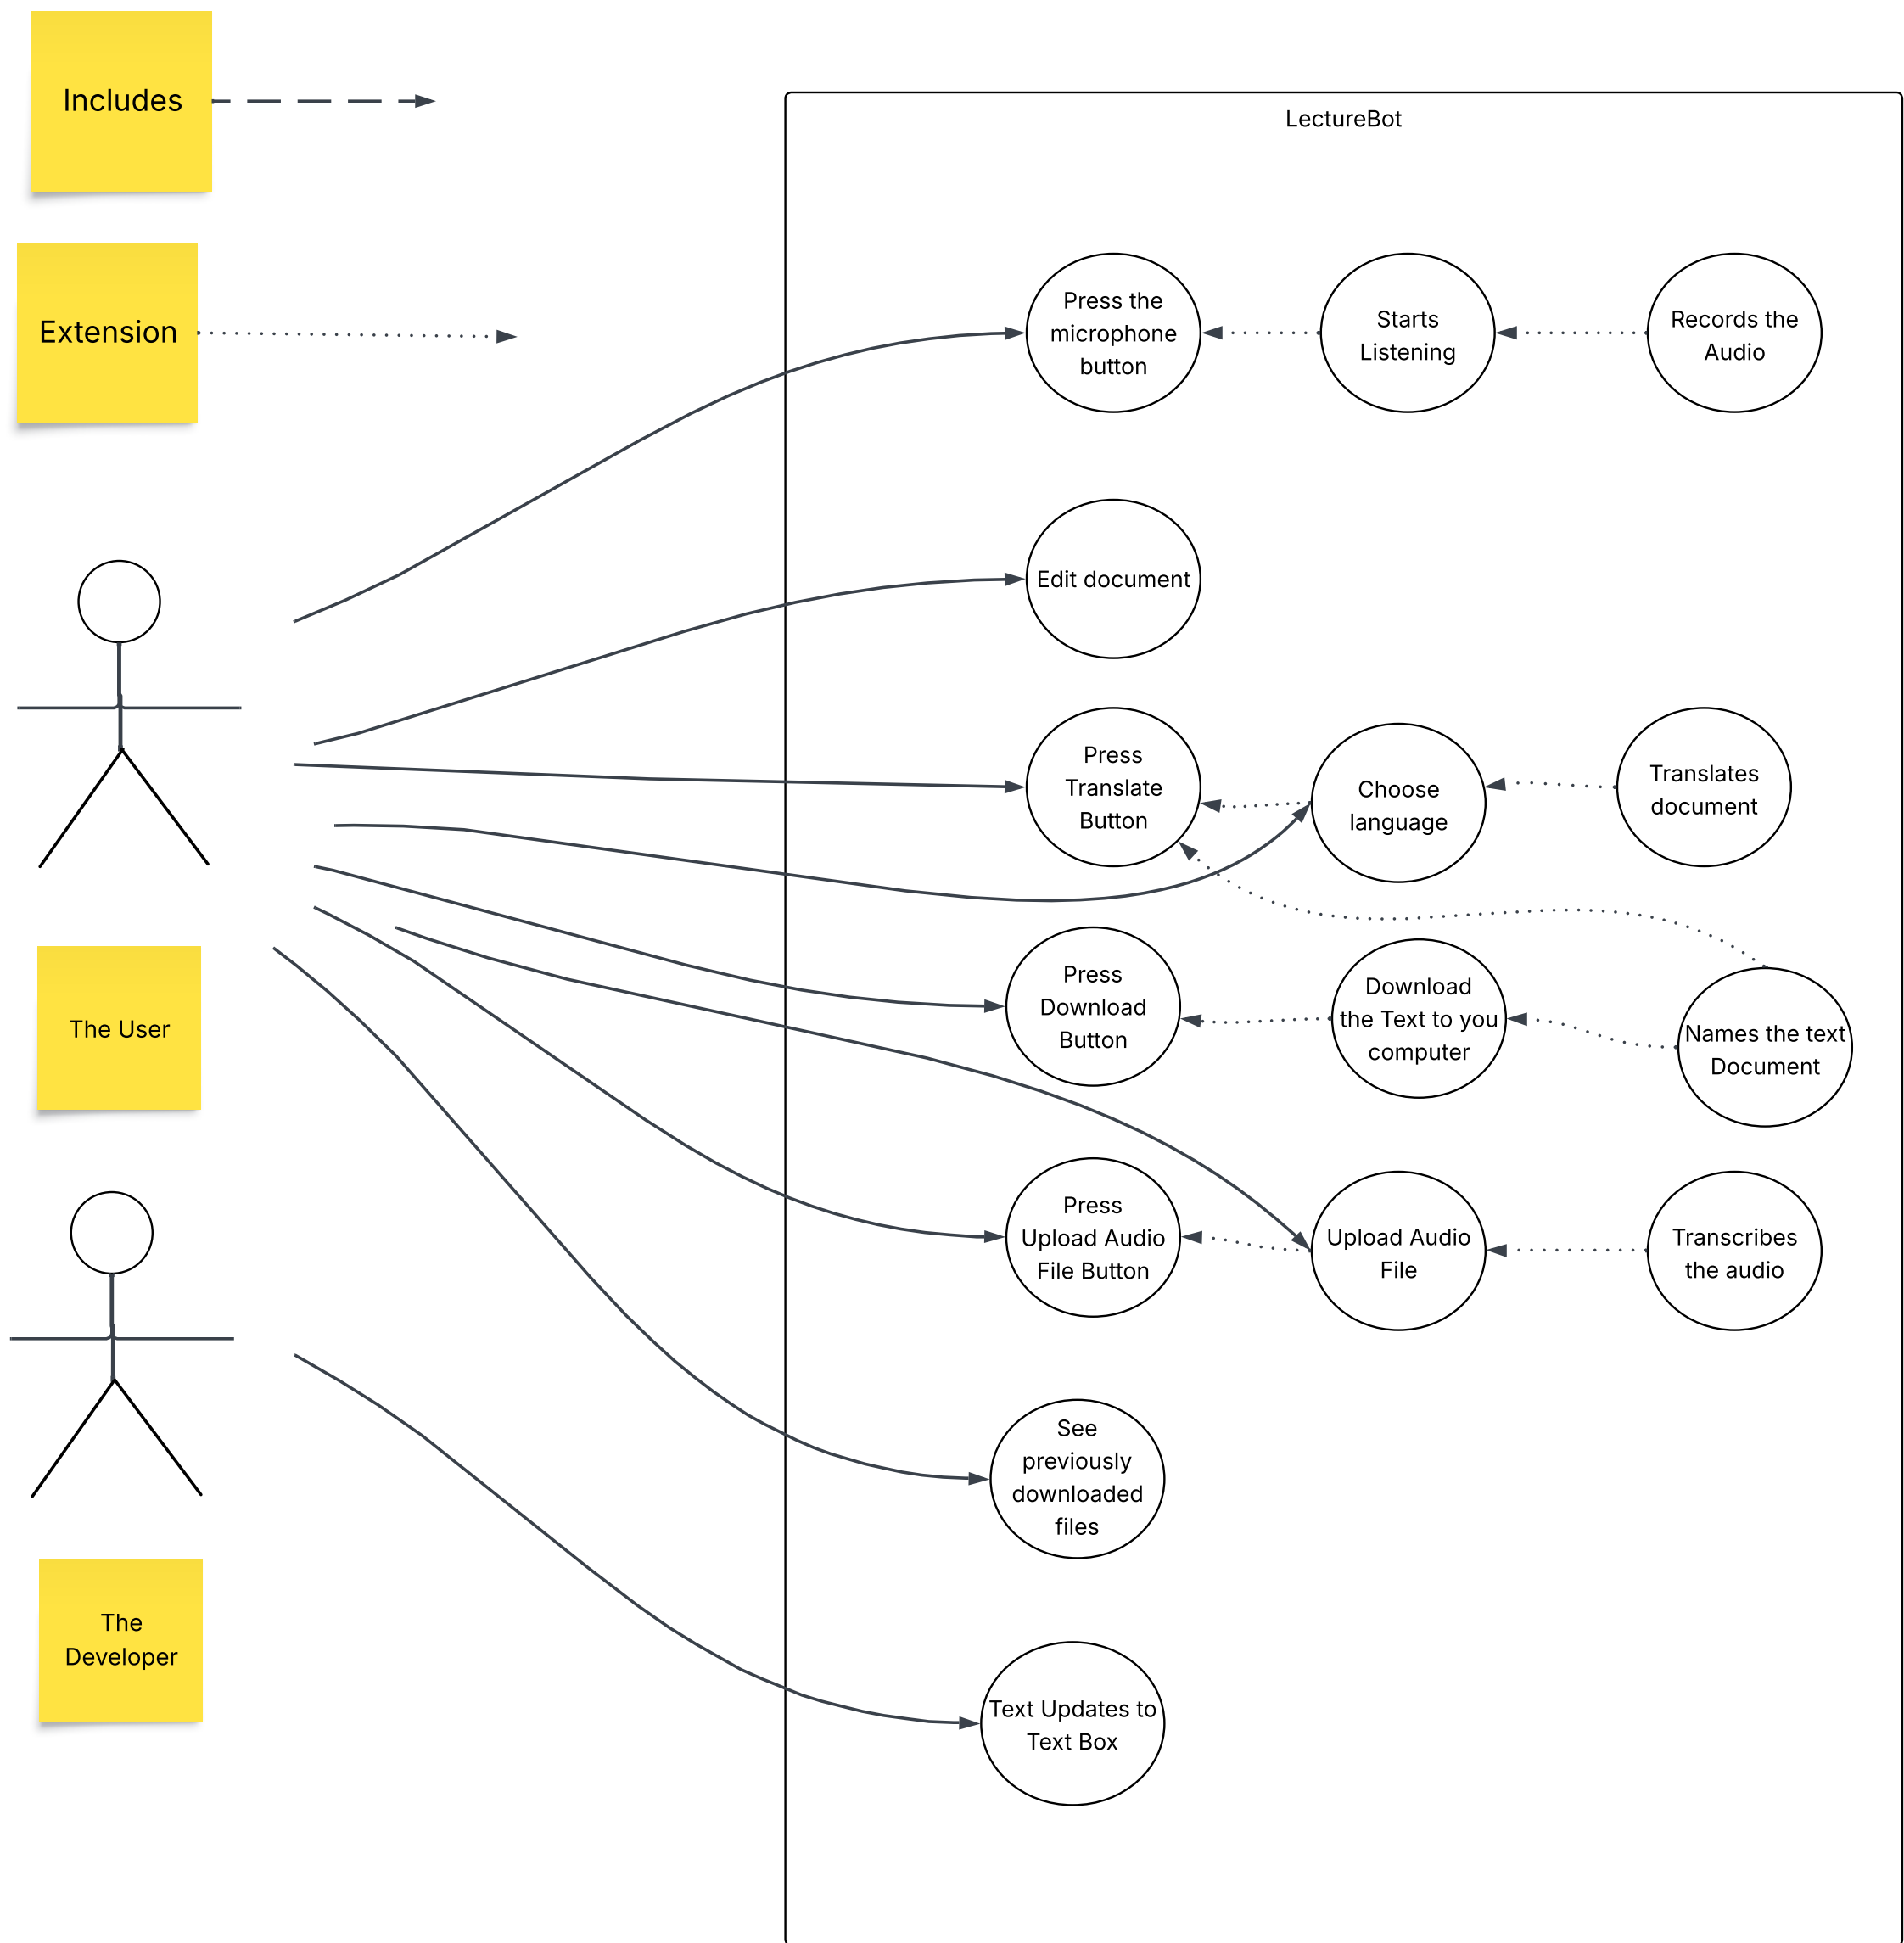 Includes
LectureBot
Extension
Press the
microphone
button
Starts
Listening
Records the
Audio
Edit document
Press
Translate
Button
Choose
language
Translates
document
The User
Press
Download
Button
Download
the Text to you
computer
Names the text
Document
Press
Upload Audio
File Button
Upload Audio
File
Transcribes
the audio
See
previously
downloaded
files
The
Developer
Text Updates to
Text Box